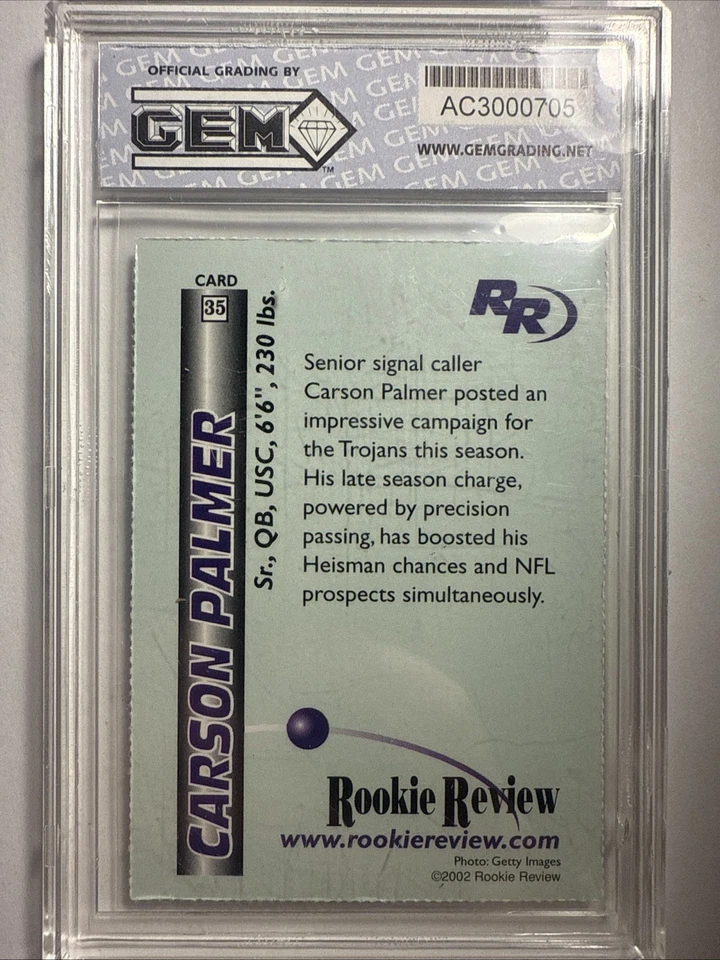 OFFICIAL GRADING BY
GEM
TM
AC3000705
WWW.GEMGRADING.NET
CARD
35
CARSON PALMER
Sr., QB, USC, 6'6", 230 lbs.
RR
Senior signal caller
Carson Palmer posted an
impressive campaign for
the Trojans this season.
His late season charge,
powered by precision
passing, has boosted his
Heisman chances and NFL
prospects simultaneously.
Rookie Review
www.rookiereview.com
Photo: Getty Images
©2002 Rookie Review